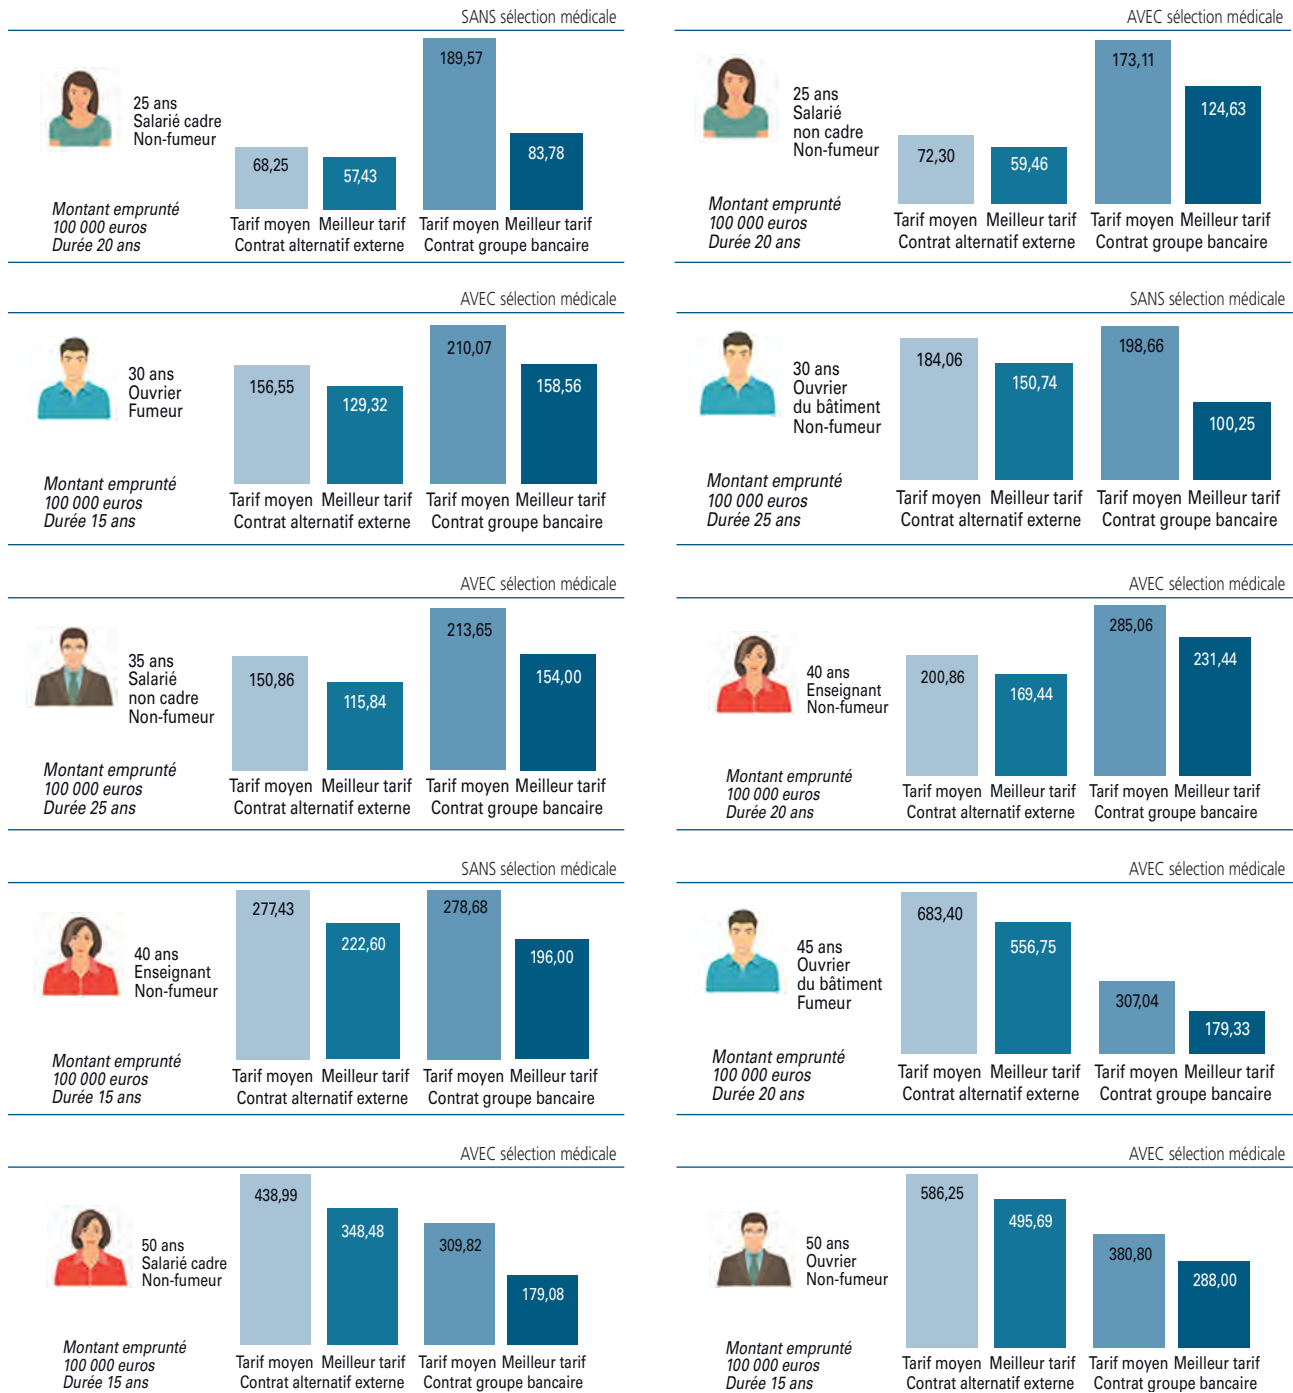 SANS sélection médicale
25 ans
Salarié cadre
Non-fumeur
Montant emprunté
100 000 euros
Durée 20 ans
68,25
57,43
189,57
83,78
Tarif moyen Meilleur tarif Tarif moyen Meilleur tarif
Contrat alternatif externe Contrat groupe bancaire
AVEC sélection médicale
25 ans
Salarié
non cadre
Non-fumeur
Montant emprunté
100 000 euros
Durée 20 ans
72,30
59,46
173,11
124,63
Tarif moyen Meilleur tarif Tarif moyen Meilleur tarif
Contrat alternatif externe Contrat groupe bancaire
AVEC sélection médicale
30 ans
Ouvrier
Fumeur
Montant emprunté
100 000 euros
Durée 15 ans
156,55
129,32
210,07
158,56
Tarif moyen Meilleur tarif Tarif moyen Meilleur tarif
Contrat alternatif externe Contrat groupe bancaire
SANS sélection médicale
30 ans
Ouvrier
du bâtiment
Non-fumeur
Montant emprunté
100 000 euros
Durée 25 ans
184,06
150,74
198,66
100,25
Tarif moyen Meilleur tarif Tarif moyen Meilleur tarif
Contrat alternatif externe Contrat groupe bancaire
AVEC sélection médicale
35 ans
Salarié
non cadre
Non-fumeur
Montant emprunté
100 000 euros
Durée 25 ans
150,86
115,84
213,65
154,00
Tarif moyen Meilleur tarif Tarif moyen Meilleur tarif
Contrat alternatif externe Contrat groupe bancaire
AVEC sélection médicale
40 ans
Enseignant
Non-fumeur
Montant emprunté
100 000 euros
Durée 20 ans
200,86
169,44
285,06
231,44
Tarif moyen Meilleur tarif Tarif moyen Meilleur tarif
Contrat alternatif externe Contrat groupe bancaire
SANS sélection médicale
40 ans
Enseignant
Non-fumeur
Montant emprunté
100 000 euros
Durée 15 ans
277,43
222,60
278,68
196,00
Tarif moyen Meilleur tarif Tarif moyen Meilleur tarif
Contrat alternatif externe Contrat groupe bancaire
AVEC sélection médicale
45 ans
Ouvrier
du bâtiment
Fumeur
Montant emprunté
100 000 euros
Durée 20 ans
683,40
556,75
307,04
179,33
Tarif moyen Meilleur tarif Tarif moyen Meilleur tarif
Contrat alternatif externe Contrat groupe bancaire
AVEC sélection médicale
50 ans
Salarié cadre
Non-fumeur
Montant emprunté
100 000 euros
Durée 15 ans
438,99
348,48
309,82
179,08
Tarif moyen Meilleur tarif Tarif moyen Meilleur tarif
Contrat alternatif externe Contrat groupe bancaire
AVEC sélection médicale
50 ans
Ouvrier
Non-fumeur
Montant emprunté
100 000 euros
Durée 15 ans
586,25
495,69
380,80
288,00
Tarif moyen Meilleur tarif Tarif moyen Meilleur tarif
Contrat alternatif externe Contrat groupe bancaire